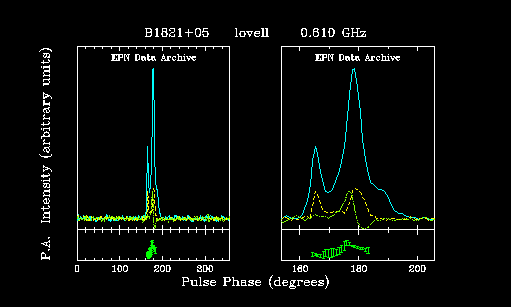 B1821+05 lovell 0.610 GHz
EPN Data Archive EPN Data Archive
P.A. Intensity (arbitrary units)
0 100 200 300 160 180 200
Pulse Phase (degrees)